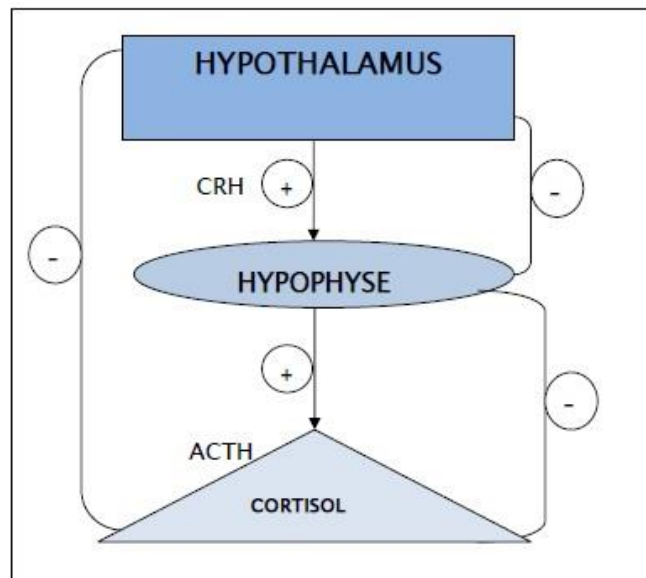 HYPOTHALAMUS
CRH
+
-
-
HYPOPHYSE
+
-
ACTH
CORTISOL